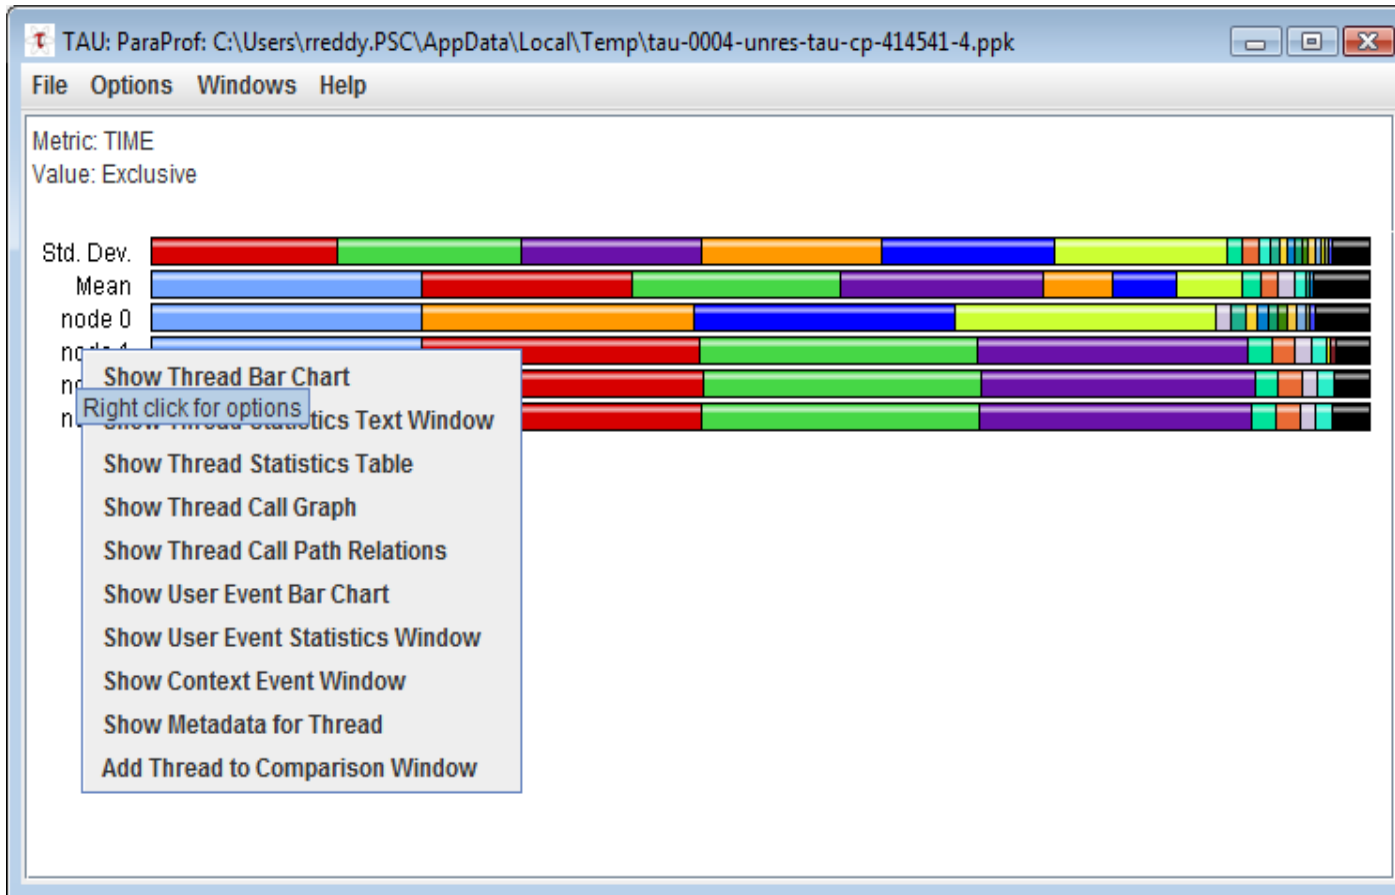 τ TAU: ParaProf: C:\Users\rreddy.PSC\AppData\Local\Temp\tau-0004-unres-tau-cp-414541-4.ppk
File Options Windows Help
Metric: TIME
Value: Exclusive
Std. Dev.
Mean
node 0
Show Thread Bar Chart
Right click for options
Statistics Text Window
Show Thread Statistics Table
Show Thread Call Graph
Show Thread Call Path Relations
Show User Event Bar Chart
Show User Event Statistics Window
Show Context Event Window
Show Metadata for Thread
Add Thread to Comparison Window